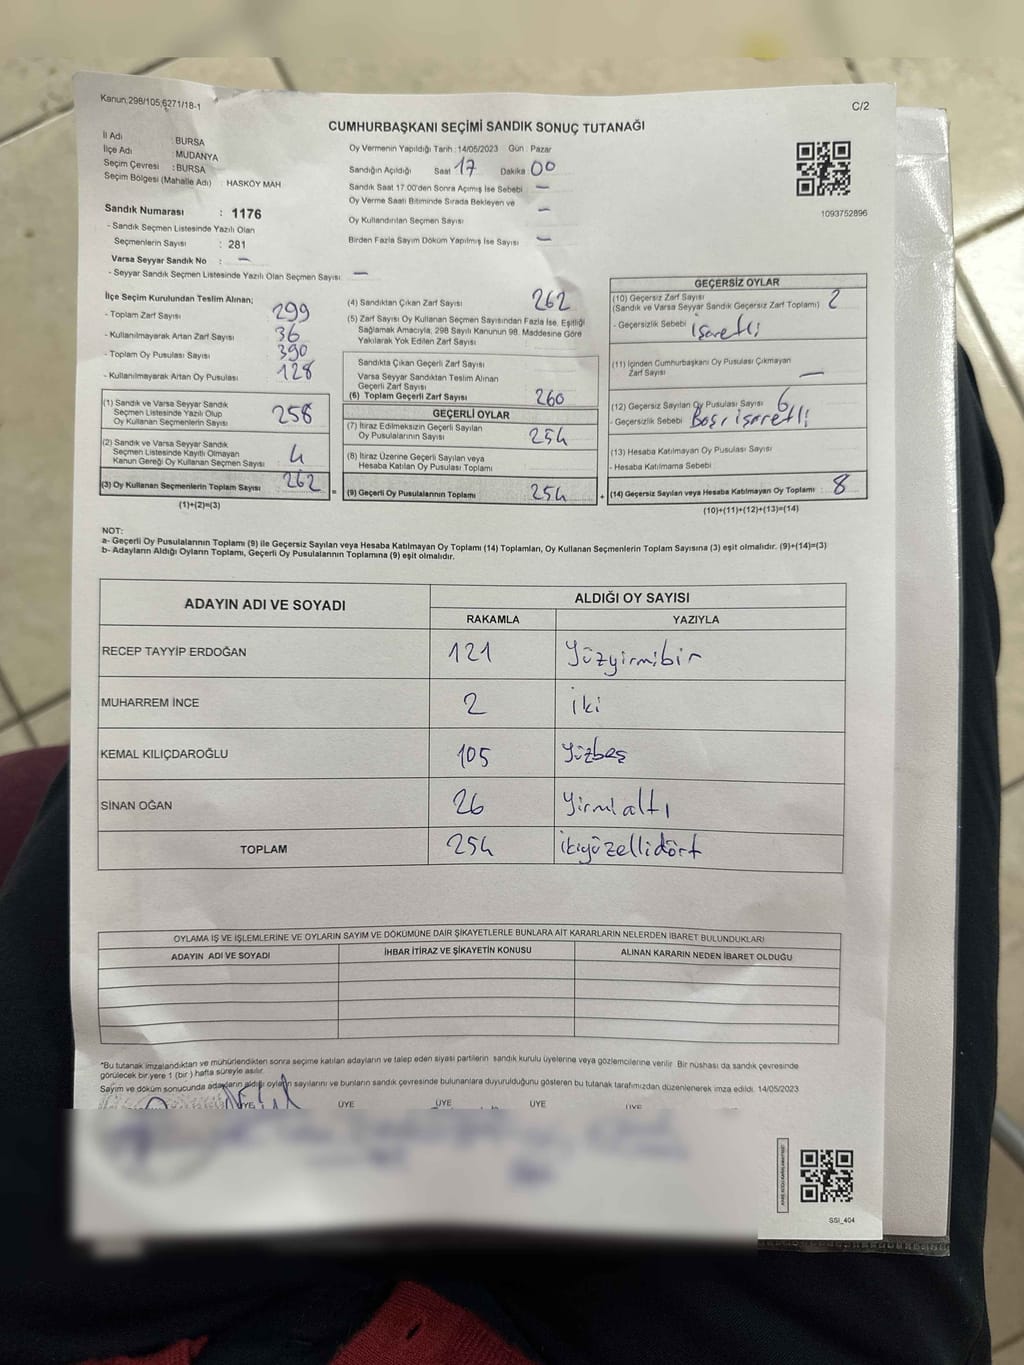 Kanun;298/105;6271/18-1
C/2
CUMHURBAŞKANI SEÇİMİ SANDIK SONUÇ TUTANAĞI
İl Adı : BURSA
İlçe Adı : MUDANYA
Seçim Çevresi : BURSA
Seçim Bölgesi (Mahalle Adı) : HASKÖY MAH
Oy Vermenin Yapıldığı Tarih : 14/05/2023 Gün : Pazar
Sandığın Açıldığı Saat 17 Dakika : 00
Sandık Saat 17.00'den Sonra Açımış İse Sebebi —
Oy Verme Saati Bitiminde Sırada Bekleyen ve
Oy Kullandırılan Seçmen Sayısı —
Birden Fazla Sayım Döküm Yapılmış İse Sayısı —
1093752896
Sandık Numarası : 1176
- Sandık Seçmen Listesinde Yazılı Olan
Seçmenlerin Sayısı : 281
Varsa Seyyar Sandık No : —
- Seyyar Sandık Seçmen Listesinde Yazılı Olan Seçmen Sayısı : —
İlçe Seçim Kurulundan Teslim Alınan;
- Toplam Zarf Sayısı 299
- Kullanılmayarak Artan Zarf Sayısı 36
- Toplam Oy Pusulası Sayısı 390
- Kullanılmayarak Artan Oy Pusulası 128
(1) Sandık ve Varsa Seyyar Sandık
Seçmen Listesinde Yazılı Olup
Oy Kullanan Seçmenlerin Sayısı 258
(2) Sandık ve Varsa Seyyar Sandık
Seçmen Listesinde Kayıtlı Olmayan
Kanun Gereği Oy Kullanan Seçmen Sayısı 4
(3) Oy Kullanan Seçmenlerin Toplam Sayısı 262
(1)+(2)=(3)
(4) Sandıktan Çıkan Zarf Sayısı 262
(5) Zarf Sayısı Oy Kullanan Seçmen Sayısından Fazla İse, Eşitliği
Sağlamak Amacıyla; 298 Sayılı Kanunun 98. Maddesine Göre
Yakılarak Yok Edilen Zarf Sayısı
Sandıkta Çıkan Geçerli Zarf Sayısı
Varsa Seyyar Sandıktan Teslim Alınan
Geçerli Zarf Sayısı
(6) Toplam Geçerli Zarf Sayısı 260
GEÇERLİ OYLAR
(7) İtiraz Edilmeksizin Geçerli Sayılan
Oy Pusulalarının Sayısı 254
(8) İtiraz Üzerine Geçerli Sayılan veya
Hesaba Katılan Oy Pusulası Toplamı
= (9) Geçerli Oy Pusulalarının Toplamı 254
GEÇERSİZ OYLAR
(10) Geçersiz Zarf Sayısı
(Sandık ve Varsa Seyyar Sandık Geçersiz Zarf Toplamı) 2
- Geçersizlik Sebebi işaretli
(11) İçinden Cumhurbaşkanı Oy Pusulası Çıkmayan
Zarf Sayısı —
(12) Geçersiz Sayılan Oy Pusulası Sayısı 6
- Geçersizlik Sebebi Boş, işaretli
(13) Hesaba Katılmayan Oy Pusulası Sayısı
- Hesaba Katılmama Sebebi
+ (14) Geçersiz Sayılan veya Hesaba Katılmayan Oy Toplamı : 8
(10)+(11)+(12)+(13)=(14)
NOT:
a- Geçerli Oy Pusulalarının Toplamı (9) ile Geçersiz Sayılan veya Hesaba Katılmayan Oy Toplamı (14) Toplamları, Oy Kullanan Seçmenlerin Toplam Sayısına (3) eşit olmalıdır. (9)+(14)=(3)
b- Adayların Aldığı Oyların Toplamı, Geçerli Oy Pusulalarının Toplamına (9) eşit olmalıdır.
ADAYIN ADI VE SOYADI
ALDIĞI OY SAYISI
RAKAMLA YAZIYLA
RECEP TAYYİP ERDOĞAN 121 Yüzyirmibir
MUHARREM İNCE 2 iki
KEMAL KILIÇDAROĞLU 105 Yüzbeş
SİNAN OĞAN 26 Yirmialtı
TOPLAM 254 ikiyüzellidört
OYLAMA İŞ VE İŞLEMLERİNE VE OYLARIN SAYIM VE DÖKÜMÜNE DAİR ŞİKAYETLERLE BUNLARA AİT KARARLARIN NELERDEN İBARET BULUNDUKLARI
ADAYIN ADI VE SOYADI İHBAR İTİRAZ VE ŞİKAYETİN KONUSU ALINAN KARARIN NEDEN İBARET OLDUĞU
*Bu tutanak imzalandıktan ve mühürlendikten sonra seçime katılan adayların ve talep eden siyasi partilerin sandık kurulu üyelerine veya gözlemcilerine verilir. Bir nüshası da sandık çevresinde
görülecek bir yere 1 (bir) hafta süreyle asılır.
Sayım ve döküm sonucunda adayların aldığı oyların sayılarını ve bunların sandık çevresinde bulunanlara duyurulduğunu gösteren bu tutanak tarafımızdan düzenlenerek imza edildi. 14/05/2023
ÜYE ÜYE ÜYE ÜYE
SSI_404